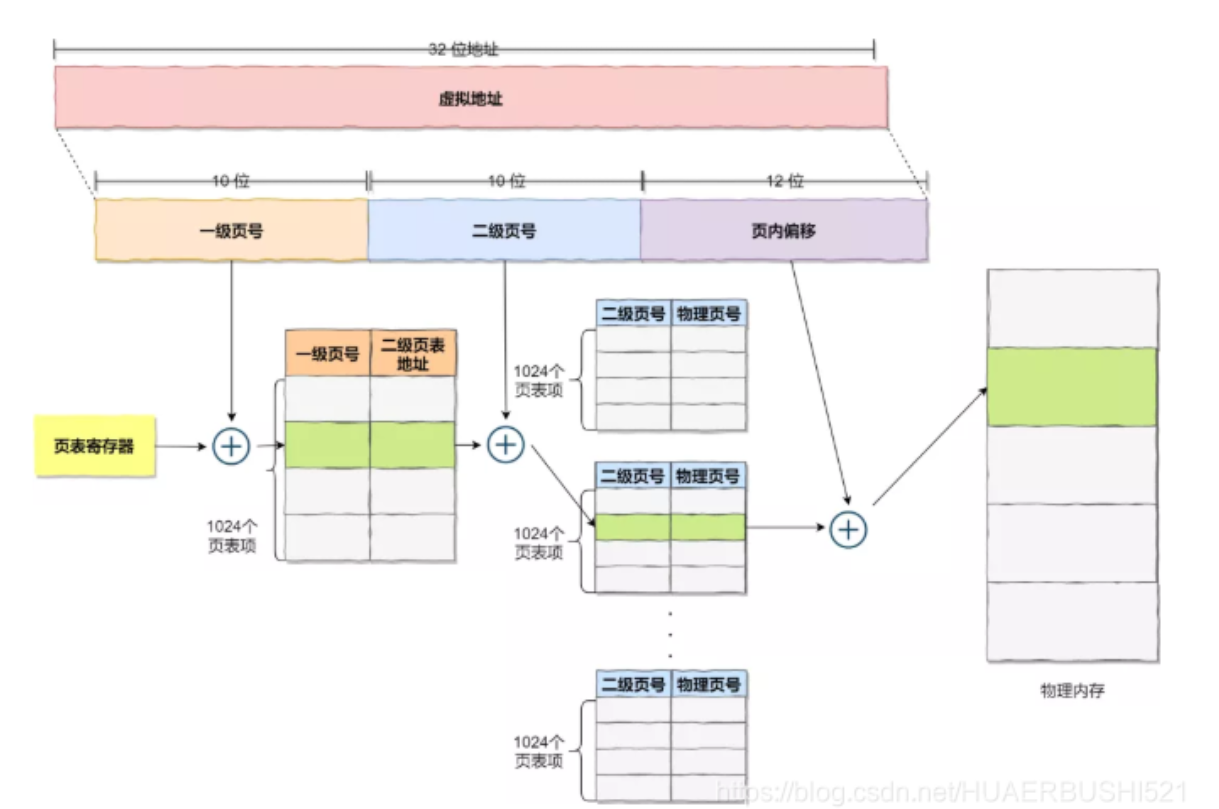 32 位地址
虚拟地址
10 位
10 位
12 位
一级页号
二级页号
页内偏移
二级页号
物理页号
一级页号
二级页表
地址
1024个
页表项
页表寄存器
二级页号
物理页号
1024个
页表项
1024个
页表项
二级页号
物理页号
物理内存
1024个
页表项
https://blog.csdn.net/HUAERBUSHI521